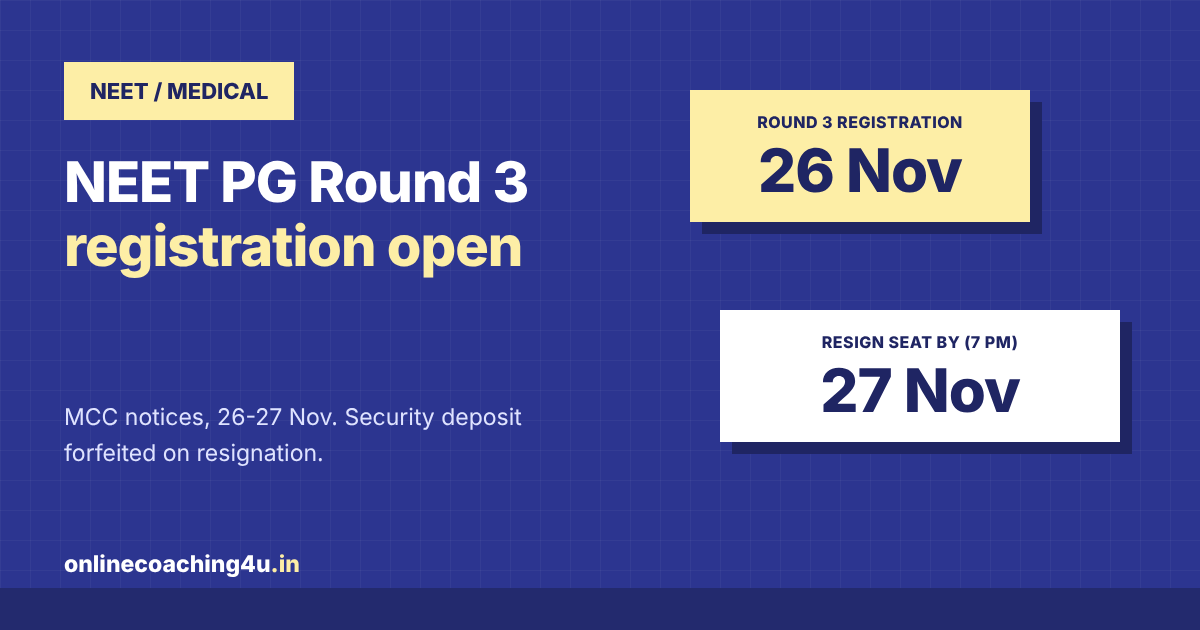 NEET / MEDICAL
NEET PG Round 3
registration open
MCC notices, 26-27 Nov. Security deposit
forfeited on resignation.
onlinecoaching4u.in
ROUND 3 REGISTRATION
26 Nov
RESIGN SEAT BY (7 PM)
27 Nov